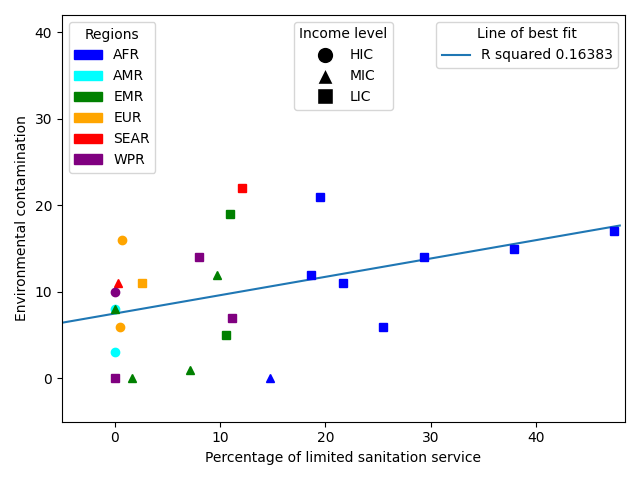 Regions
AFR
AMR
EMR
EUR
SEAR
WPR
Income level
HIC
MIC
LIC
Line of best fit
R squared 0.16383
Environmental contamination
40
30
20
10
0
0 10 20 30 40
Percentage of limited sanitation service